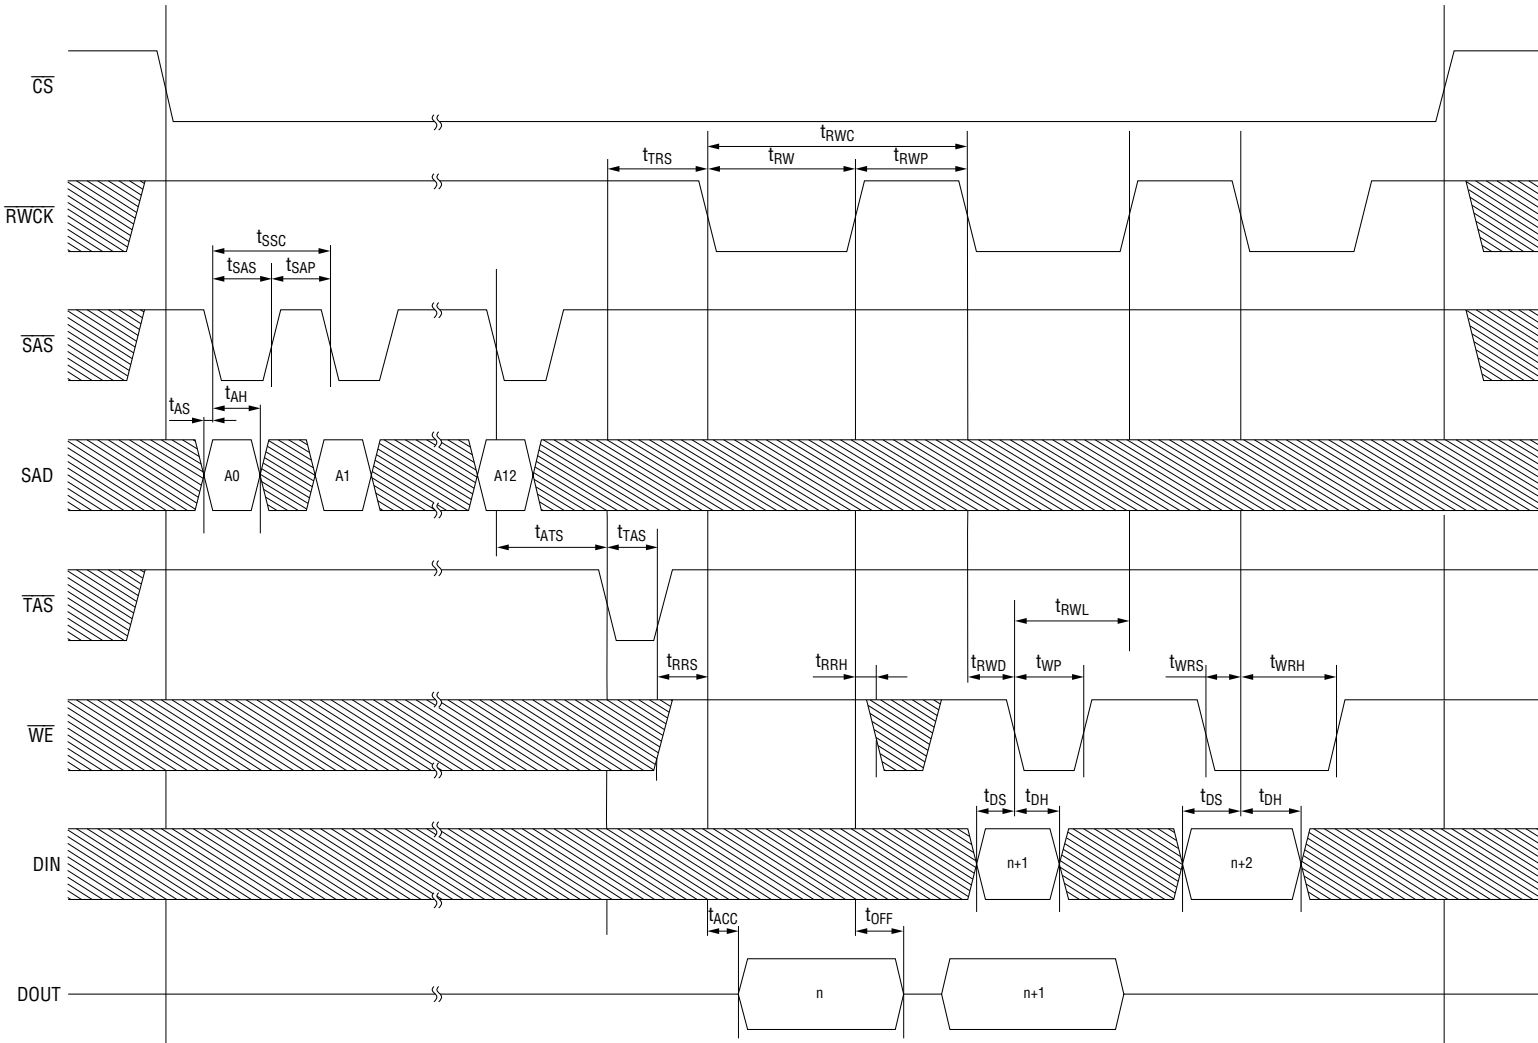 CS
tRWC
tTRS tRW tRWP
RWCK
tSSC
tSAS tSAP
SAS
tAS tAH
SAD A0 A1 A12
tATS tTAS
TAS
tRWL
tRRS tRRH tRWD tWP tWRS tWRH
WE
tDS tDH tDS tDH
DIN n+1 n+2
tACC tOFF
DOUT n n+1